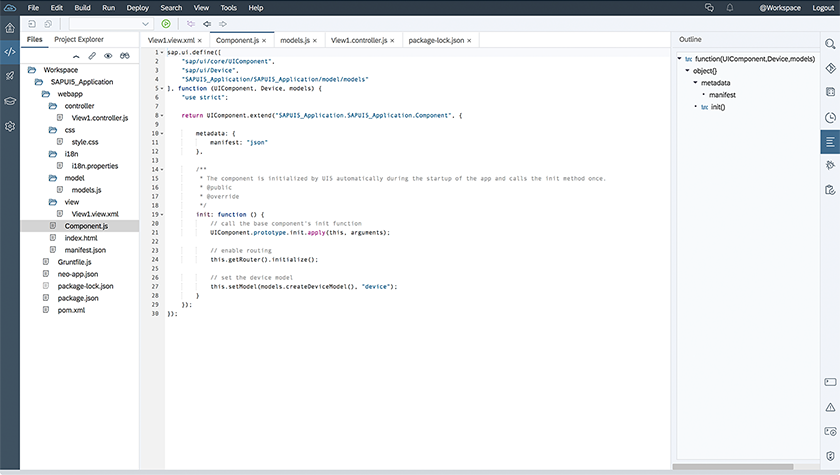 File Edit Build Run Deploy Search View Tools Help @Workspace Logout
Files Project Explorer
Workspace
SAPUI5_Application
webapp
controller
View1.controller.js
css
style.css
i18n
i18n.properties
model
models.js
view
View1.view.xml
Component.js
index.html
manifest.json
Gruntfile.js
neo-app.json
package-lock.json
package.json
pom.xml
View1.view.xml × Component.js × models.js × View1.controller.js × package-lock.json ×
1 sap.ui.define([
2 "sap/ui/core/UIComponent",
3 "sap/ui/Device",
4 "SAPUI5_Application/SAPUI5_Application/model/models"
5 ], function (UIComponent, Device, models) {
6 "use strict";
7
8 return UIComponent.extend("SAPUI5_Application.SAPUI5_Application.Component", {
9
10 metadata: {
11 manifest: "json"
12 },
13
14 /**
15 * The component is initialized by UI5 automatically during the startup of the app and calls the init method once.
16 * @public
17 * @override
18 */
19 init: function () {
20 // call the base component's init function
21 UIComponent.prototype.init.apply(this, arguments);
22
23 // enable routing
24 this.getRouter().initialize();
25
26 // set the device model
27 this.setModel(models.createDeviceModel(), "device");
28 }
29 });
30 });
Outline
fn: function(UIComponent,Device,models)
object{}
metadata
manifest
fn: init()